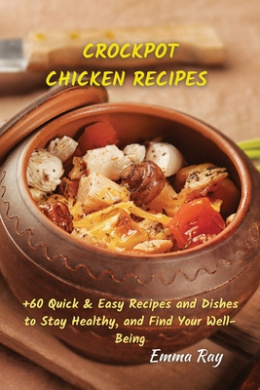 CROCKPOT
CHICKEN RECIPES
+60 Quick & Easy Recipes and Dishes
to Stay Healthy, and Find Your Well-
Being
Emma Ray